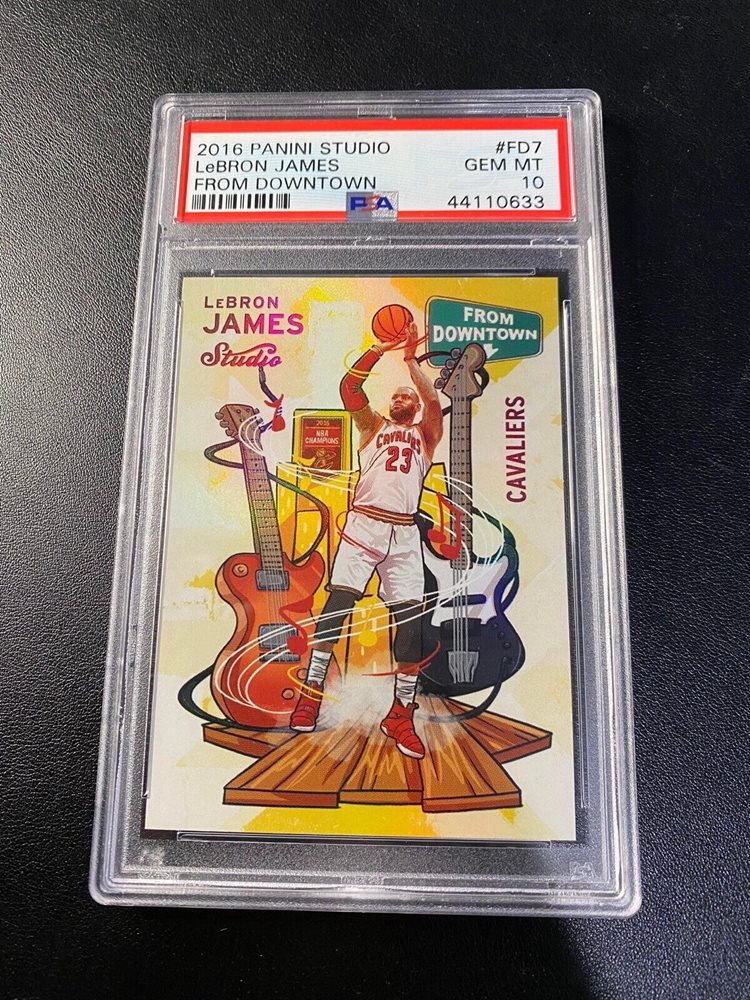 2016 PANINI STUDIO #FD7
LeBRON JAMES GEM MT
FROM DOWNTOWN 10
PSA 44110633
LeBRON
JAMES
Studio
FROM
DOWNTOWN
CAVALIERS
2016
NBA
CHAMPIONS
CAVALIERS
23